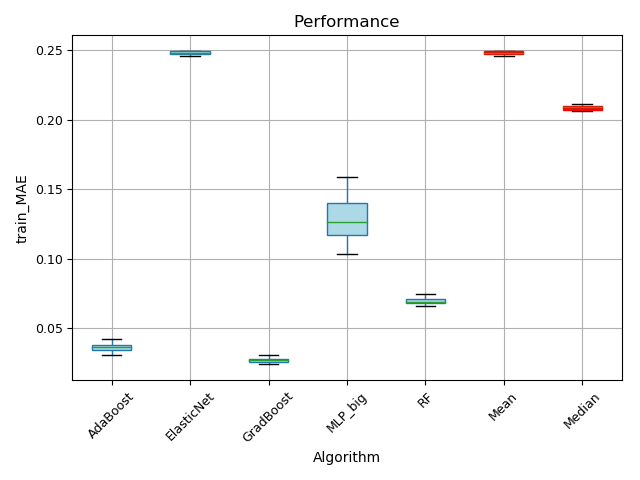 Performance
train_MAE
0.25
0.20
0.15
0.10
0.05
AdaBoost
ElasticNet
GradBoost
MLP_big
RF
Mean
Median
Algorithm